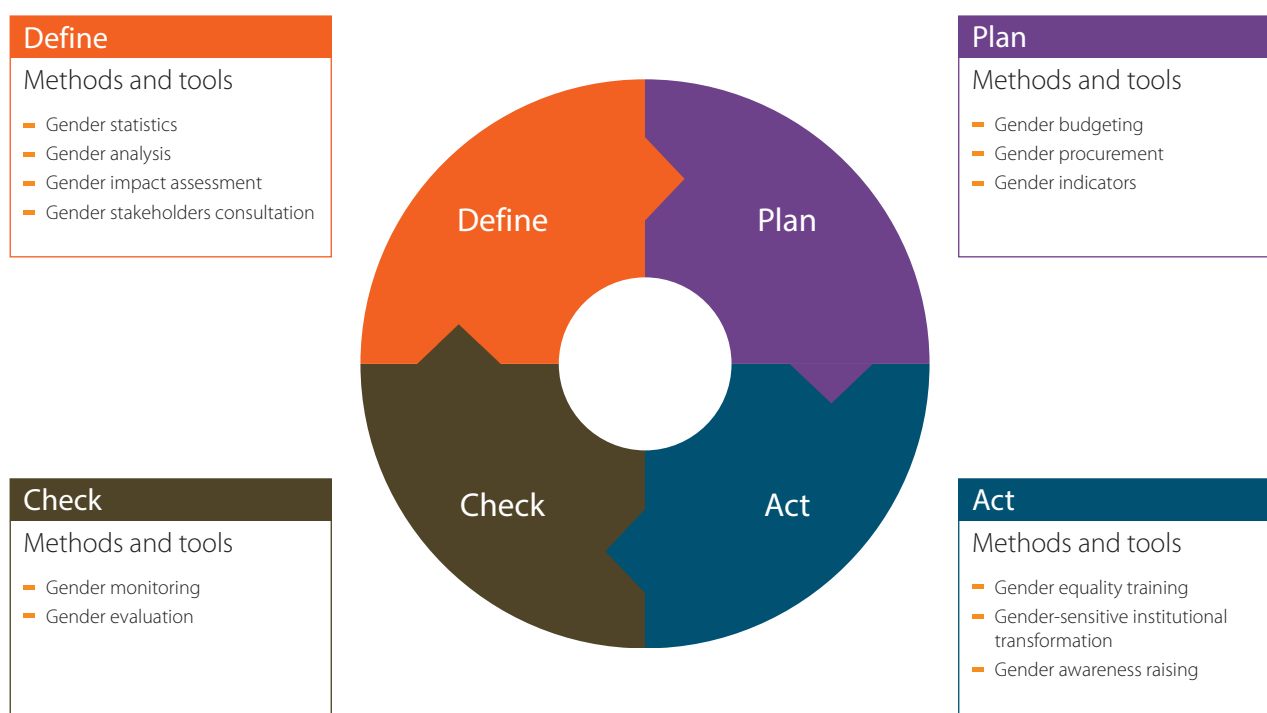 Define
Methods and tools
Gender statistics
Gender analysis
Gender impact assessment
Gender stakeholders consultation
Plan
Methods and tools
Gender budgeting
Gender procurement
Gender indicators
Define
Plan
Check
Act
Check
Methods and tools
Gender monitoring
Gender evaluation
Act
Methods and tools
Gender equality training
Gender-sensitive institutional
transformation
Gender awareness raising